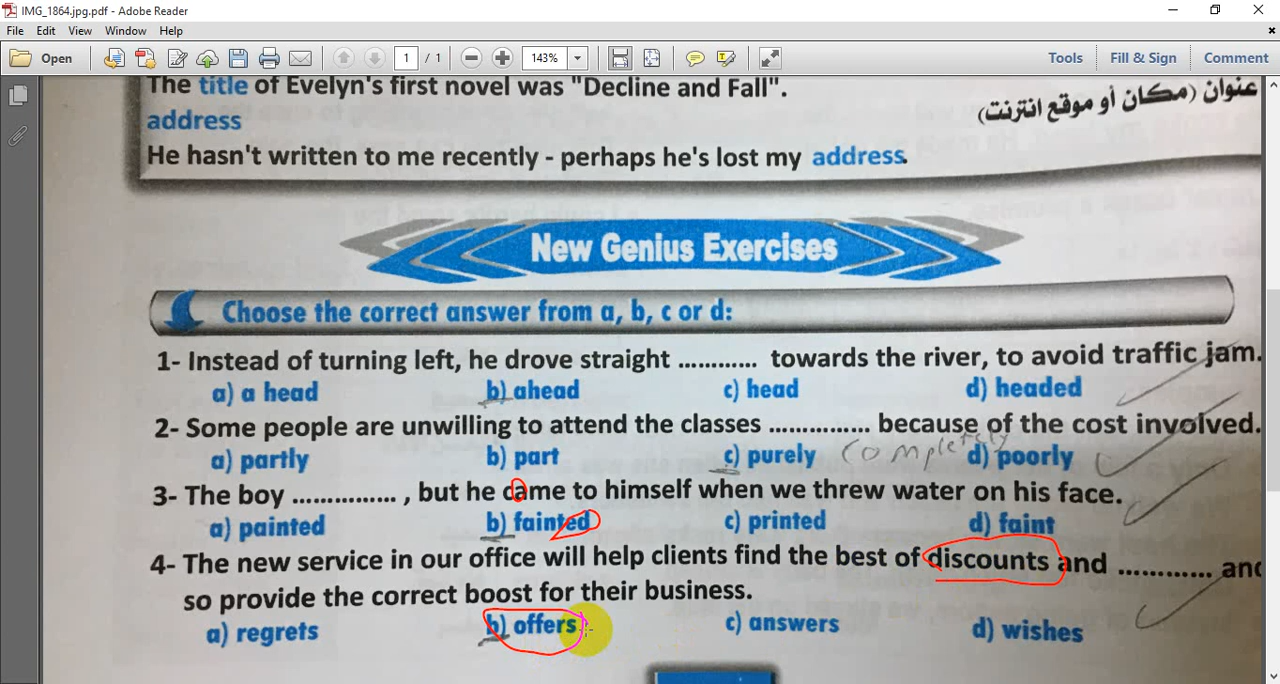 IMG_1864.jpg.pdf - Adobe Reader
File Edit View Window Help
Open 1 / 1 143% Tools Fill & Sign Comment
The title of Evelyn's first novel was "Decline and Fall".
عنوان (مكان أو موقع انترنت)
address
He hasn't written to me recently - perhaps he's lost my address.
New Genius Exercises
Choose the correct answer from a, b, c or d:
1- Instead of turning left, he drove straight ............ towards the river, to avoid traffic jam.
a) a head b) ahead c) head d) headed
2- Some people are unwilling to attend the classes ............... because of the cost involved.
a) partly b) part c) purely completely d) poorly
3- The boy ............... , but he came to himself when we threw water on his face.
a) painted b) fainted c) printed d) faint
4- The new service in our office will help clients find the best of discounts and ............. and
so provide the correct boost for their business.
a) regrets b) offers c) answers d) wishes